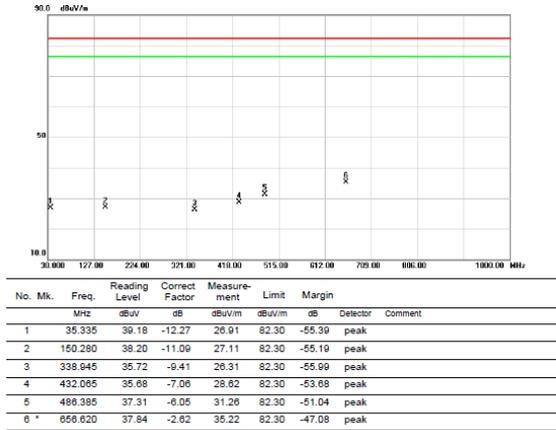 90.0 dBuV/m
50
10.0
1
2
3
4
5
6
30.000 127.00 224.00 321.00 418.00 515.00 612.00 709.00 806.00 1000.00 MHz
No. Mk. Freq. Reading Level Correct Factor Measure-ment Limit Margin
MHz dBuV dB dBuV/m dBuV/m dB Detector Comment
1 35.335 39.18 -12.27 26.91 82.30 -55.39 peak
2 150.280 38.20 -11.09 27.11 82.30 -55.19 peak
3 338.945 35.72 -9.41 26.31 82.30 -55.99 peak
4 432.065 35.68 -7.06 28.62 82.30 -53.68 peak
5 486.385 37.31 -6.05 31.26 82.30 -51.04 peak
6 * 656.620 37.84 -2.62 35.22 82.30 -47.08 peak